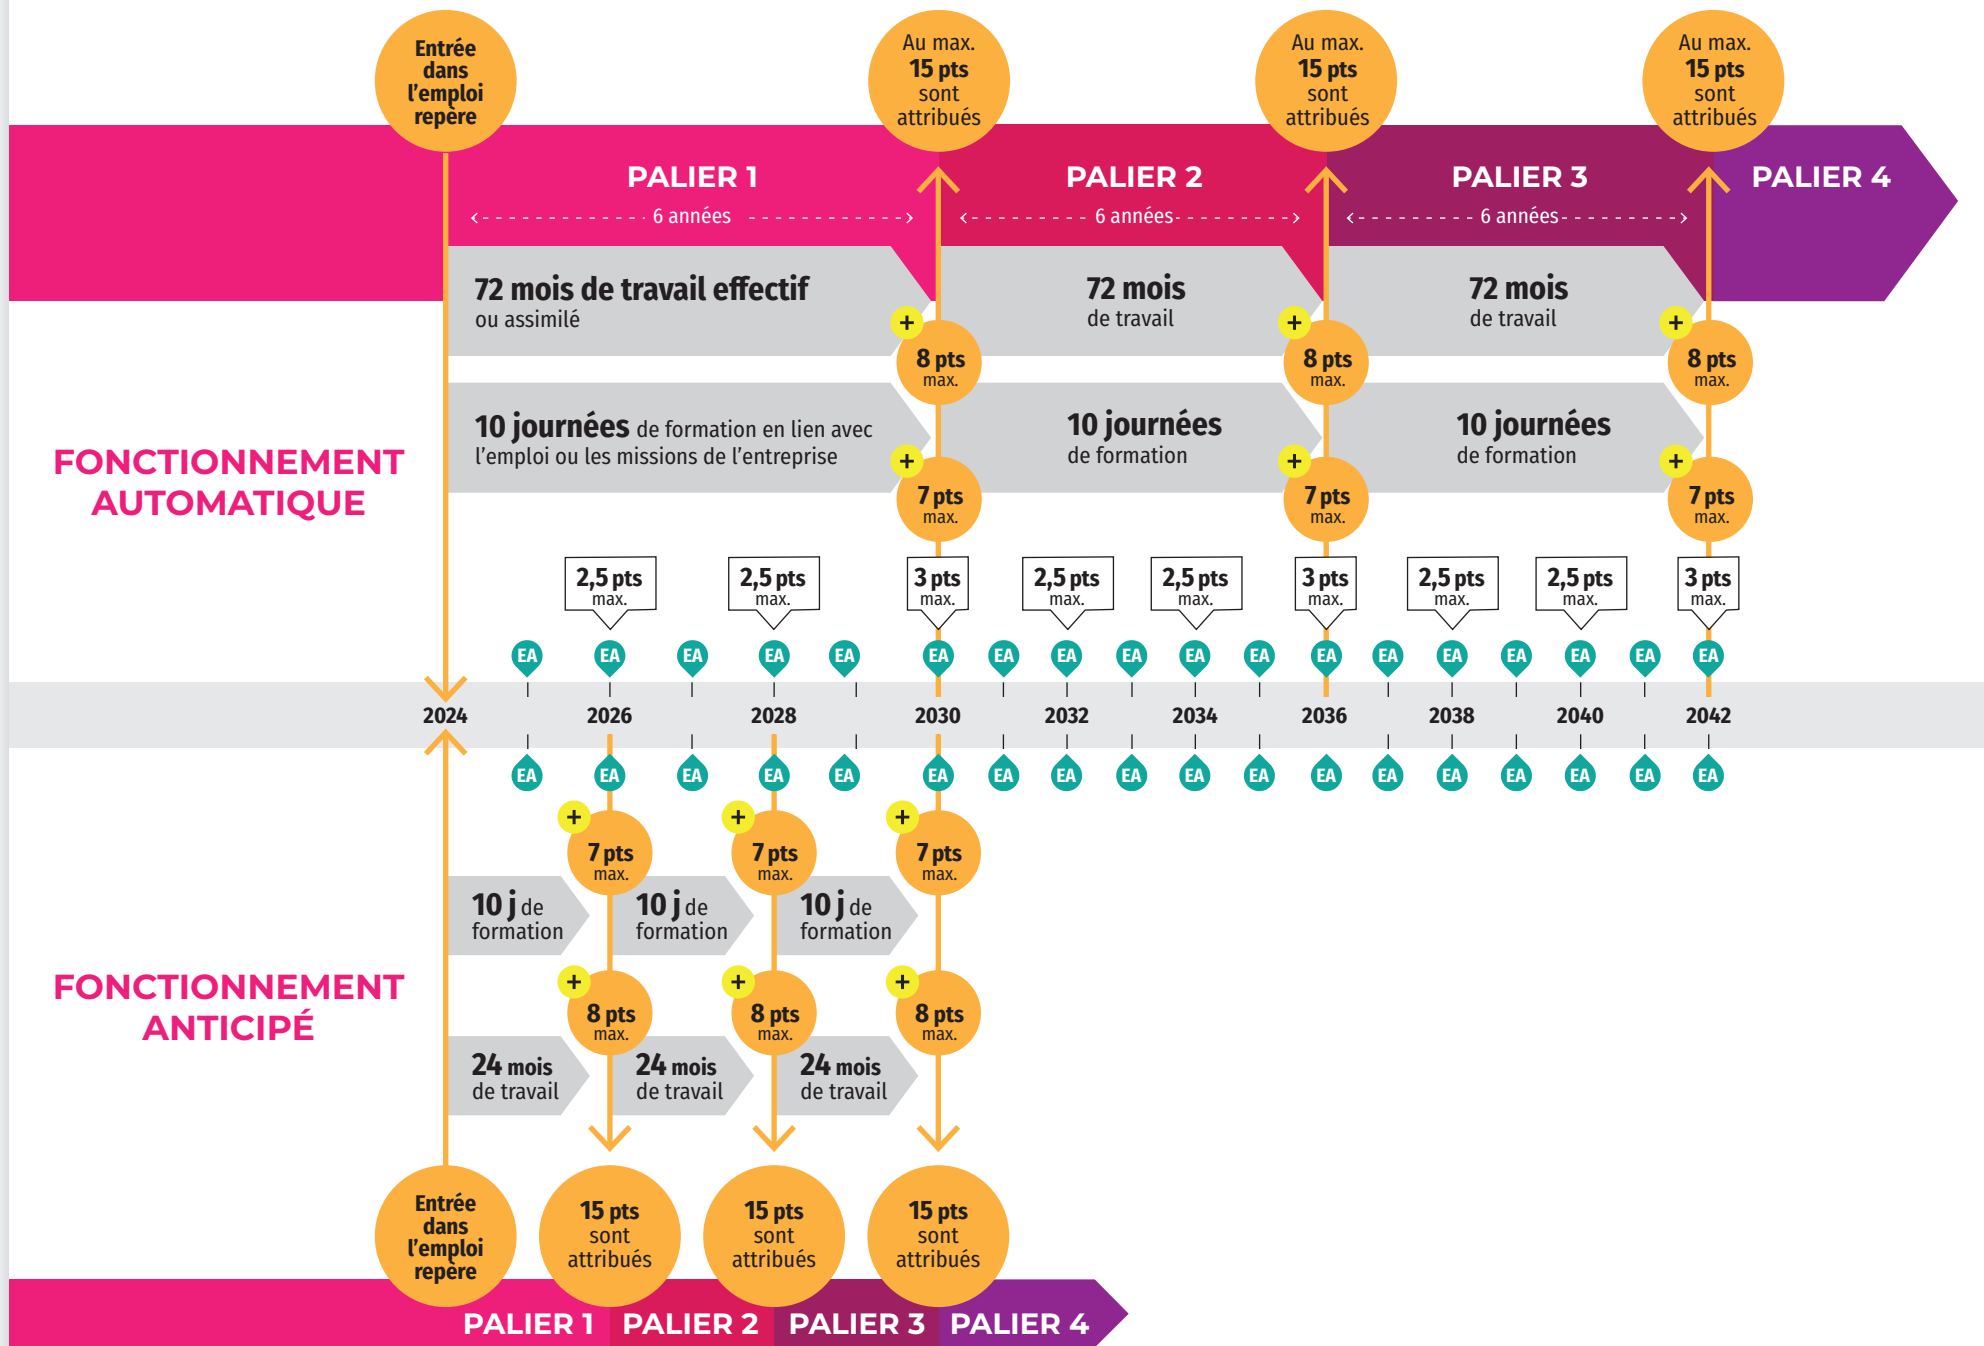 Entrée
dans
l'emploi
repère
Au max.
15 pts
sont
attribués
Au max.
15 pts
sont
attribués
Au max.
15 pts
sont
attribués
PALIER 1
6 années
PALIER 2
6 années
PALIER 3
6 années
PALIER 4
72 mois de travail effectif
ou assimilé
+
8 pts
max.
72 mois
de travail
+
8 pts
max.
72 mois
de travail
+
8 pts
max.
FONCTIONNEMENT
AUTOMATIQUE
10 journées de formation en lien avec
l'emploi ou les missions de l'entreprise
+
7 pts
max.
10 journées
de formation
+
7 pts
max.
10 journées
de formation
+
7 pts
max.
2,5 pts
max.
2,5 pts
max.
3 pts
max.
2,5 pts
max.
2,5 pts
max.
3 pts
max.
2,5 pts
max.
2,5 pts
max.
3 pts
max.
EA EA EA EA EA EA EA EA EA EA EA EA EA EA EA EA EA EA
2024 2026 2028 2030 2032 2034 2036 2038 2040 2042
EA EA EA EA EA EA EA EA EA EA EA EA EA EA EA EA EA EA
FONCTIONNEMENT
ANTICIPÉ
+
7 pts
max.
+
7 pts
max.
+
7 pts
max.
10 j de
formation
10 j de
formation
10 j de
formation
+
8 pts
max.
+
8 pts
max.
+
8 pts
max.
24 mois
de travail
24 mois
de travail
24 mois
de travail
Entrée
dans
l'emploi
repère
15 pts
sont
attribués
15 pts
sont
attribués
15 pts
sont
attribués
PALIER 1
PALIER 2
PALIER 3
PALIER 4